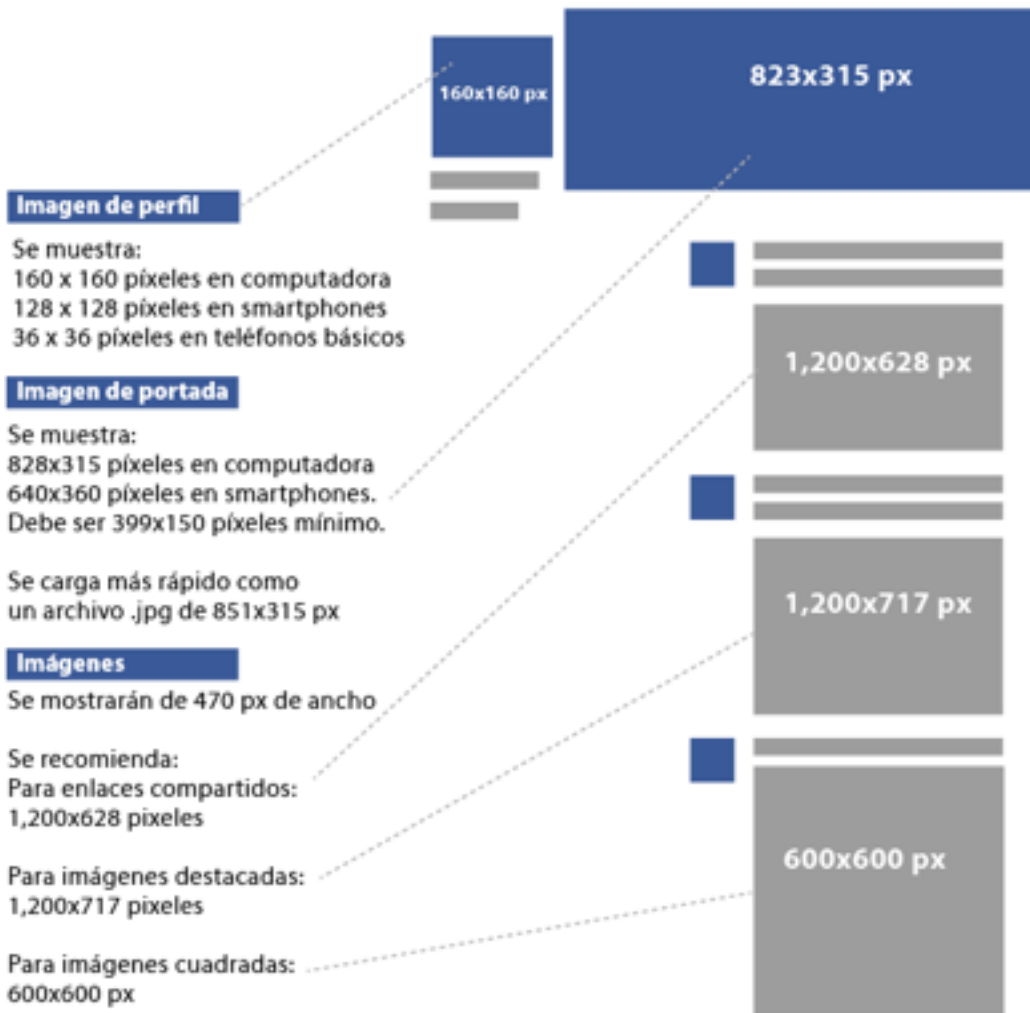 160x160 px
823x315 px
Imagen de perfil
Se muestra:
160 x 160 píxeles en computadora
128 x 128 píxeles en smartphones
36 x 36 píxeles en teléfonos básicos
Imagen de portada
Se muestra:
828x315 píxeles en computadora
640x360 píxeles en smartphones.
Debe ser 399x150 píxeles mínimo.
Se carga más rápido como
un archivo .jpg de 851x315 px
Imágenes
Se mostrarán de 470 px de ancho
Se recomienda:
Para enlaces compartidos:
1,200x628 pixeles
Para imágenes destacadas:
1,200x717 pixeles
Para imágenes cuadradas:
600x600 px
1,200x628 px
1,200x717 px
600x600 px